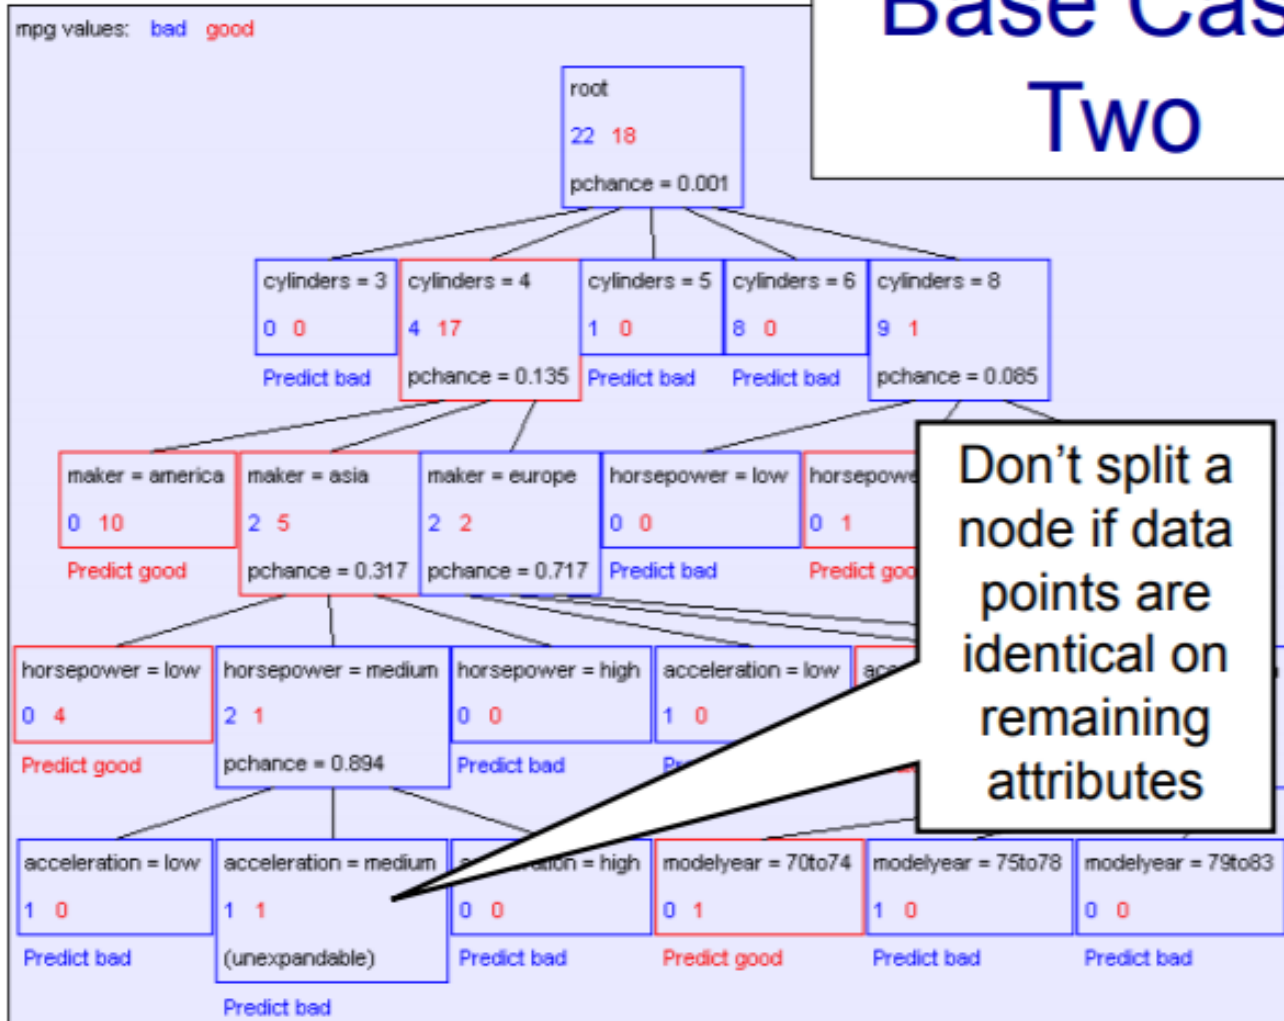 mpg values: bad good
Two
root
22 18
pchance = 0.001
cylinders = 3
0 0
Predict bad
cylinders = 4
4 17
pchance = 0.135
cylinders = 5
1 0
Predict bad
cylinders = 6
8 0
Predict bad
cylinders = 8
9 1
pchance = 0.085
maker = america
0 10
Predict good
maker = asia
2 5
pchance = 0.317
maker = europe
2 2
pchance = 0.717
horsepower = low
0 0
Predict bad
0 1
Predict
Don't split a
node if data
points are
identical on
remaining
attributes
horsepower = low
0 4
Predict good
horsepower = medium
2 1
pchance = 0.894
horsepower = high
0 0
Predict bad
acceleration = low
1 0
acceleration = low
1 0
Predict bad
acceleration = medium
1 1
(unexpandable)
Predict bad
= high
0 0
Predict bad
modelyear = 70to74
0 1
Predict good
modelyear = 75to78
1 0
Predict bad
modelyear = 79to83
0 0
Predict bad